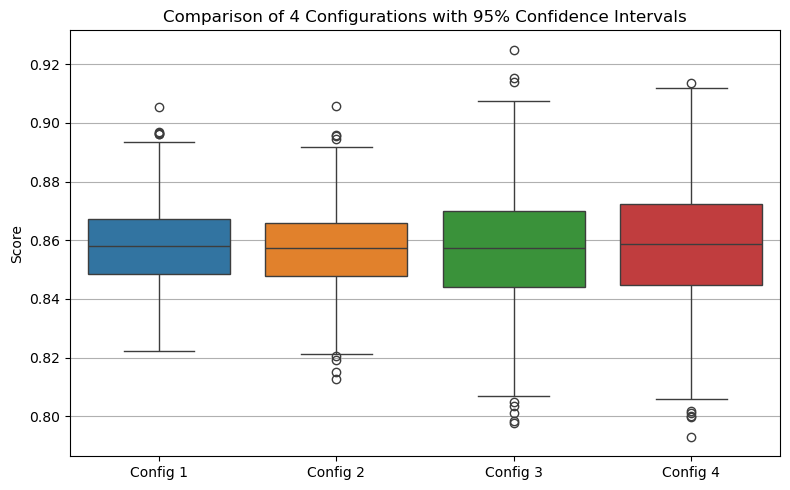 Comparison of 4 Configurations with 95% Confidence Intervals
Score
0.92
0.90
0.88
0.86
0.84
0.82
0.80
Config 1
Config 2
Config 3
Config 4